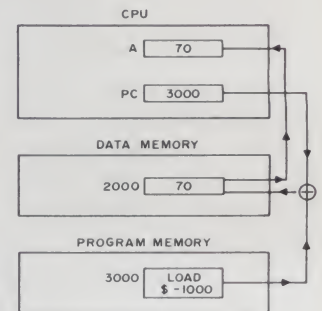 CPU
A 70
PC 3000
DATA MEMORY
2000 70
PROGRAM MEMORY
3000 LOAD
$ -1000